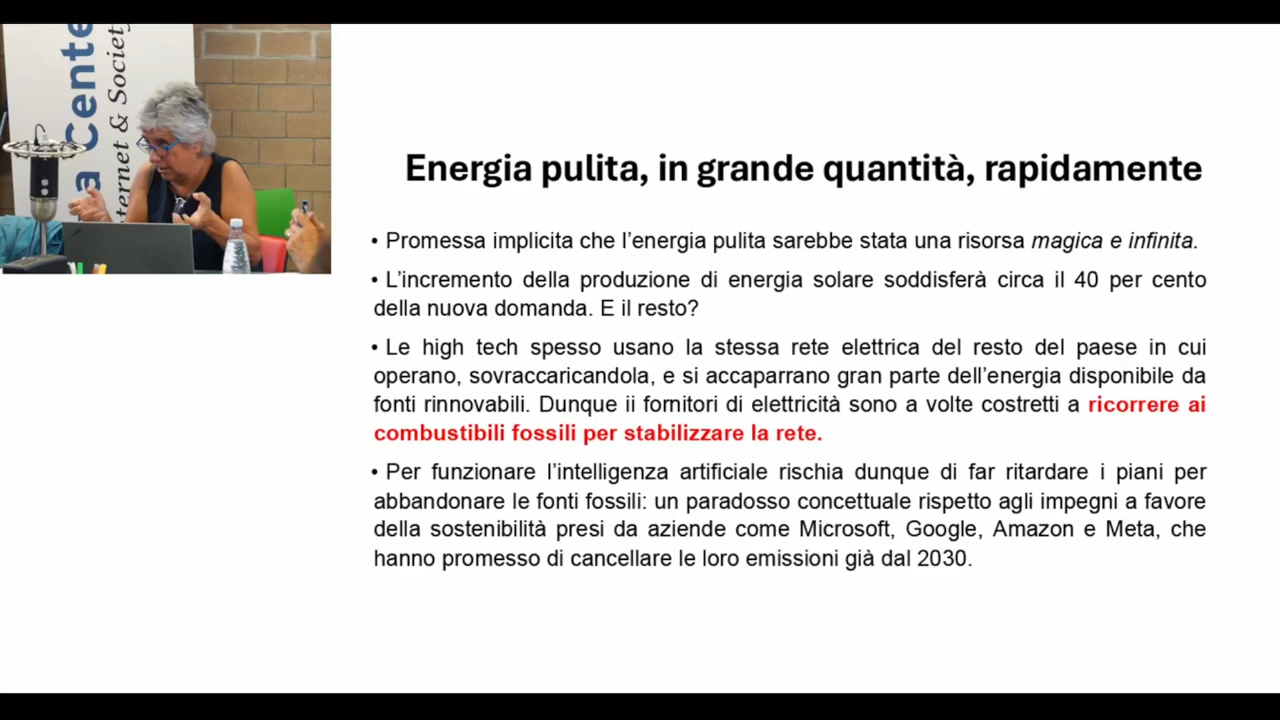 a Cente
ternet & Society
Energia pulita, in grande quantità, rapidamente
• Promessa implicita che l’energia pulita sarebbe stata una risorsa magica e infinita.
• L’incremento della produzione di energia solare soddisferà circa il 40 per cento
della nuova domanda. E il resto?
• Le high tech spesso usano la stessa rete elettrica del resto del paese in cui
operano, sovraccaricandola, e si accaparrano gran parte dell’energia disponibile da
fonti rinnovabili. Dunque ii fornitori di elettricità sono a volte costretti a ricorrere ai
combustibili fossili per stabilizzare la rete.
• Per funzionare l’intelligenza artificiale rischia dunque di far ritardare i piani per
abbandonare le fonti fossili: un paradosso concettuale rispetto agli impegni a favore
della sostenibilità presi da aziende come Microsoft, Google, Amazon e Meta, che
hanno promesso di cancellare le loro emissioni già dal 2030.